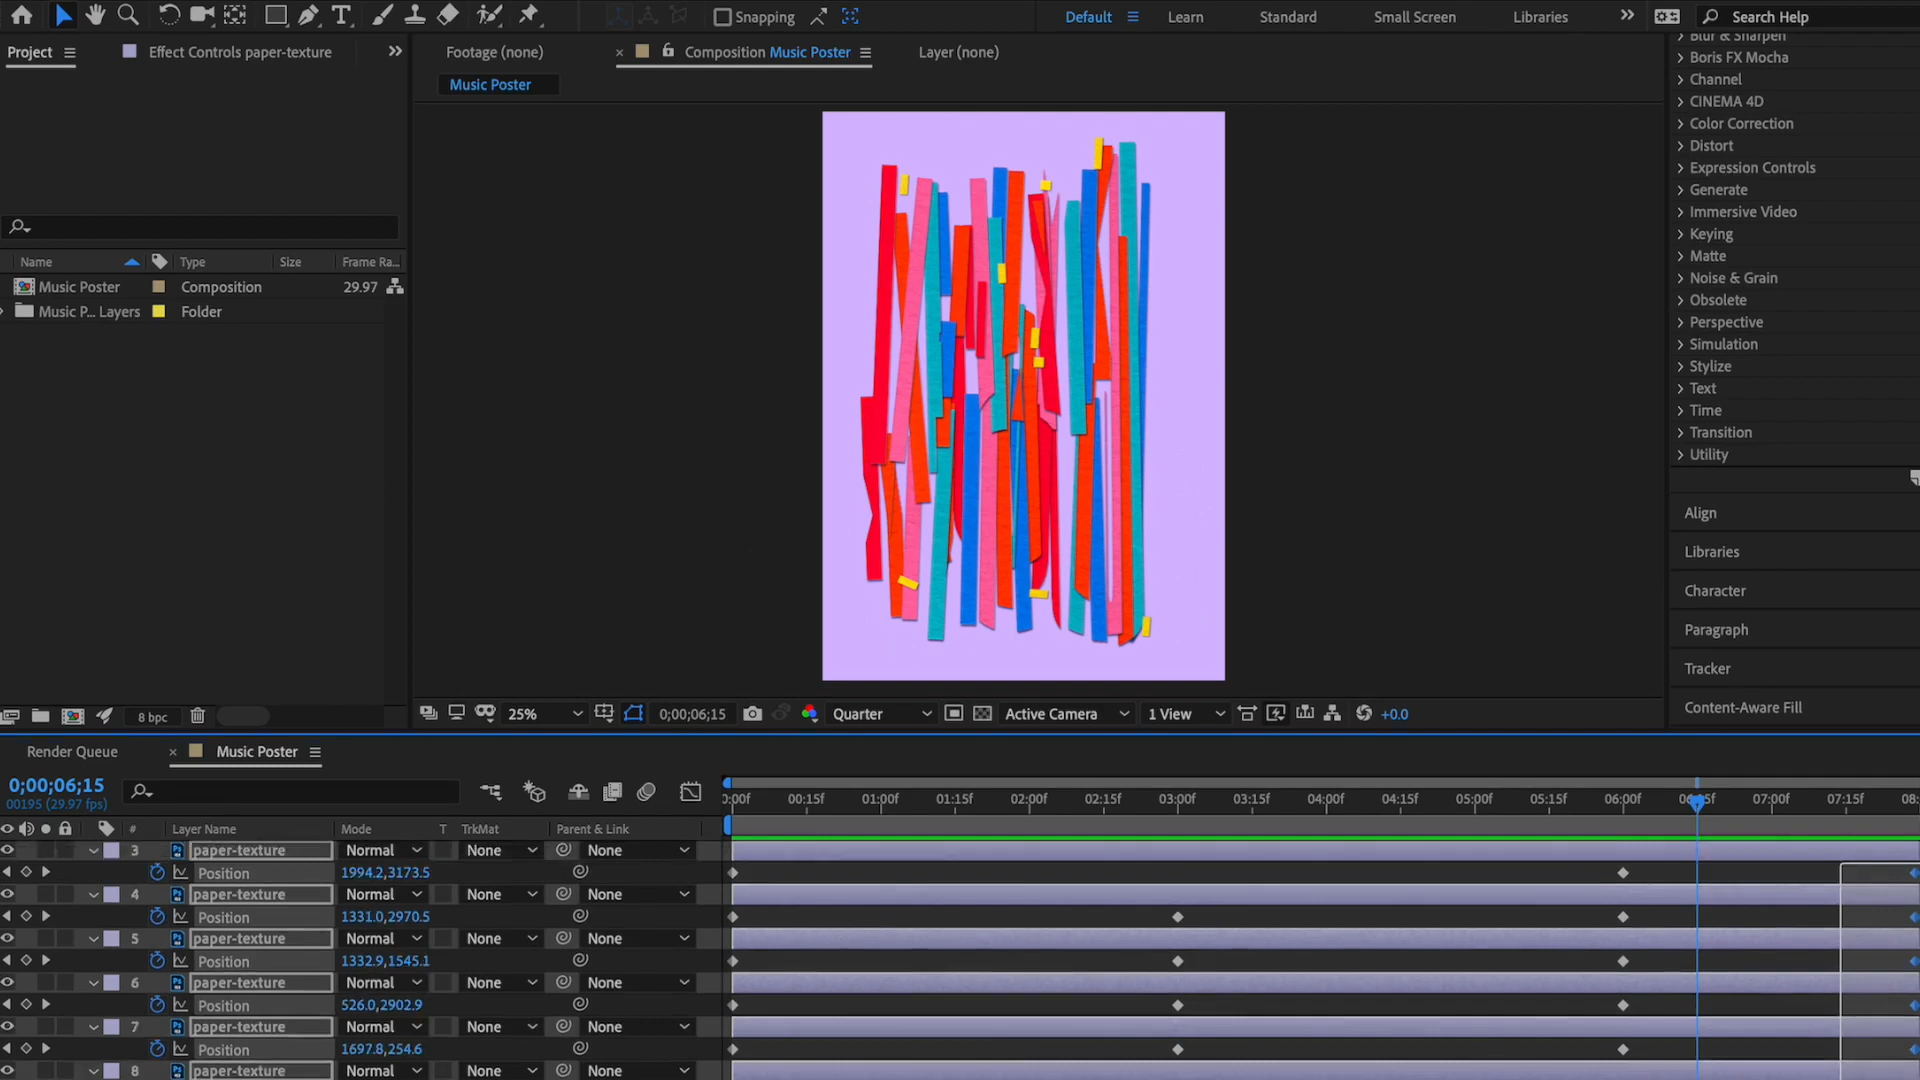 Snapping
Default
Learn
Standard
Small Screen
Libraries
Search Help
Project
Effect Controls paper-texture
Footage (none)
Composition Music Poster
Layer (none)
Music Poster
Blur & Sharpen
Boris FX Mocha
Channel
CINEMA 4D
Color Correction
Distort
Expression Controls
Generate
Immersive Video
Keying
Matte
Noise & Grain
Obsolete
Perspective
Simulation
Stylize
Text
Time
Transition
Utility
Name Type Size Frame Ra...
Music Poster Composition 29.97
Music P... Layers Folder
Align
Libraries
Character
Paragraph
Tracker
Content-Aware Fill
8 bpc
25% 0;00;06;15 Quarter Active Camera 1 View +0.0
Render Queue
Music Poster
0;00;06;15
00195 (29.97 fps)
0:00f 00:15f 01:00f 01:15f 02:00f 02:15f 03:00f 03:15f 04:00f 04:15f 05:00f 05:15f 06:00f 07:00f 07:15f 08:
# Layer Name Mode T TrkMat Parent & Link
3 paper-texture Normal None None
Position 1994.2,3173.5
4 paper-texture Normal None None
Position 1331.0,2970.5
5 paper-texture Normal None None
Position 1332.9,1545.1
6 paper-texture Normal None None
Position 526.0,2902.9
7 paper-texture Normal None None
Position 1697.8,254.6
8 paper-texture Normal None None